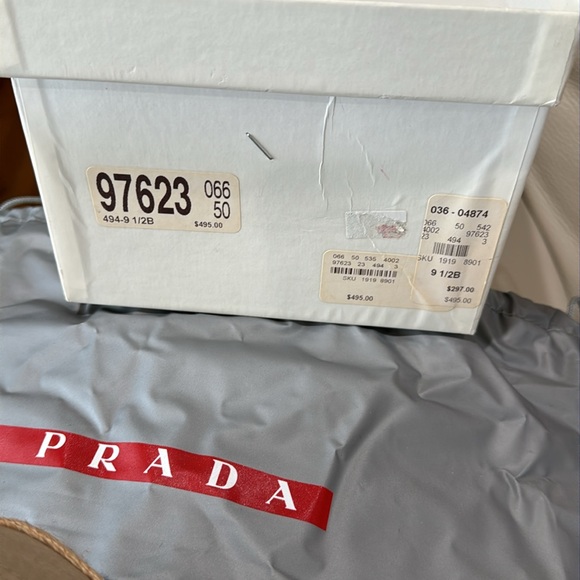 97623 066
50
494-9 1/2B
$495.00
066 50 535 4002
97623 23 494 3
SKU 1919 8901
$495.00
036-04874
066 50 542
4002 97623
494 3
SKU 1919 8901
9 1/2B
$297.00
$495.00
PRADA